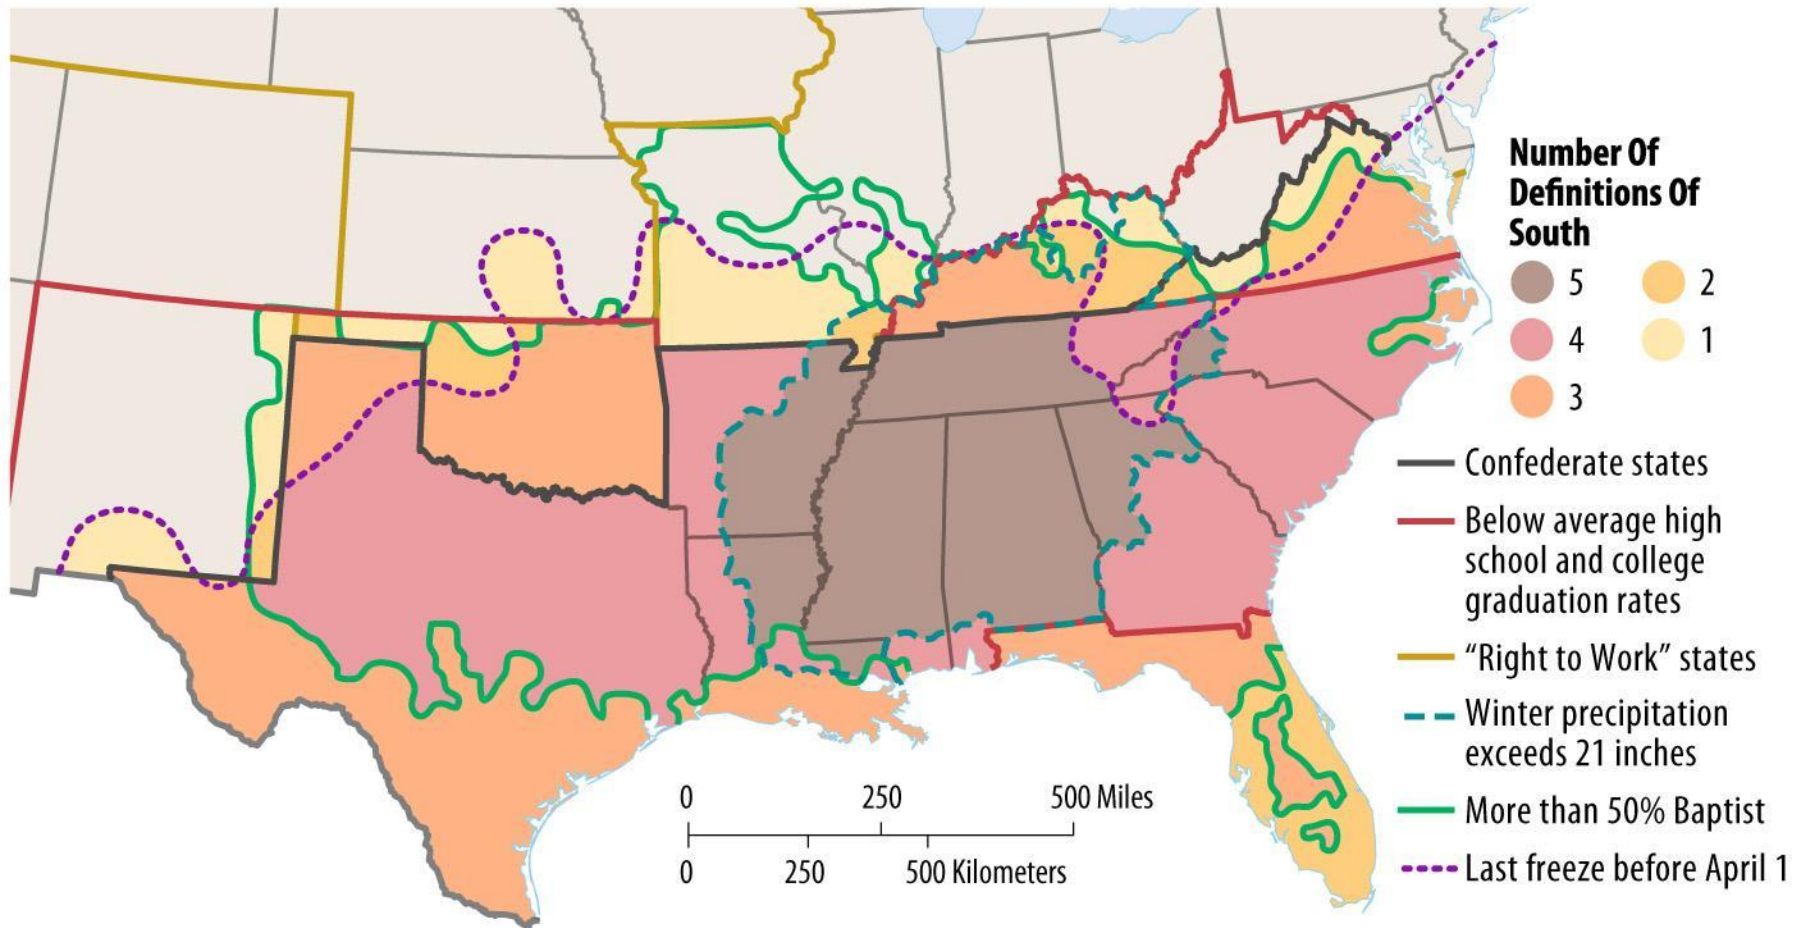 Number Of
Definitions Of
South
5
2
4
1
3
Confederate states
Below average high
school and college
graduation rates
“Right to Work” states
Winter precipitation
exceeds 21 inches
More than 50% Baptist
Last freeze before April 1
0 250 500 Miles
0 250 500 Kilometers